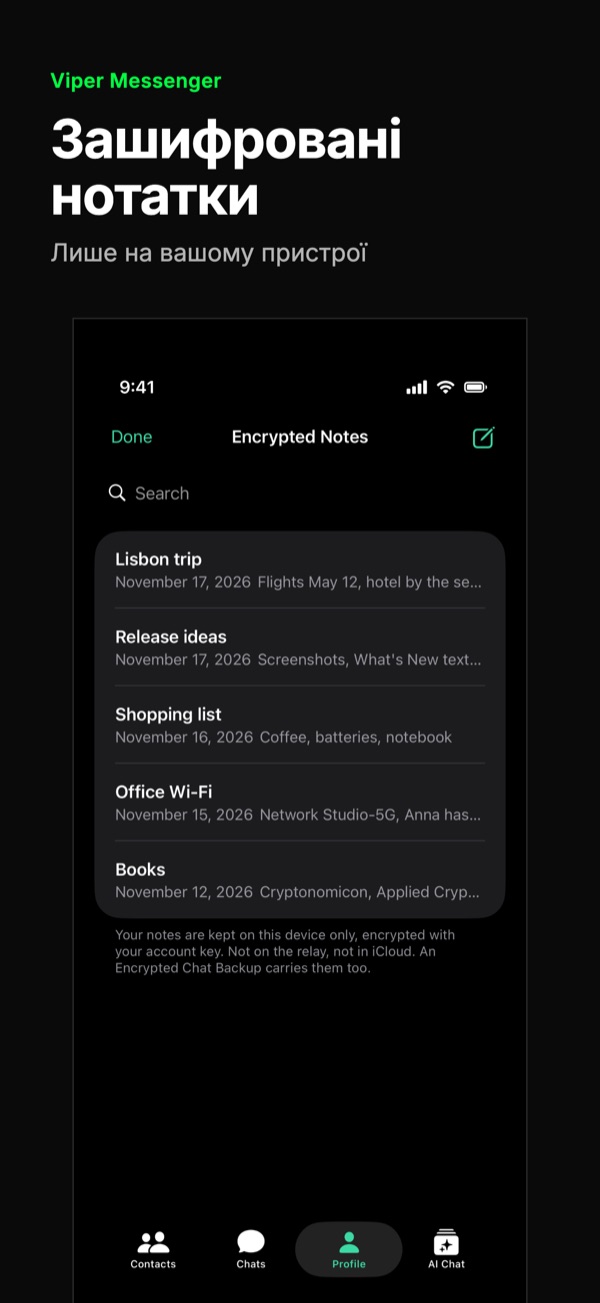 Viper Messenger
Зашифровані
нотатки
Лише на вашому пристрої
9:41
Done
Encrypted Notes
Search
Lisbon trip
November 17, 2026 Flights May 12, hotel by the se...
Release ideas
November 17, 2026 Screenshots, What's New text...
Shopping list
November 16, 2026 Coffee, batteries, notebook
Office Wi-Fi
November 15, 2026 Network Studio-5G, Anna has...
Books
November 12, 2026 Cryptonomicon, Applied Cryp...
Your notes are kept on this device only, encrypted with
your account key. Not on the relay, not in iCloud. An
Encrypted Chat Backup carries them too.
Contacts
Chats
Profile
AI Chat